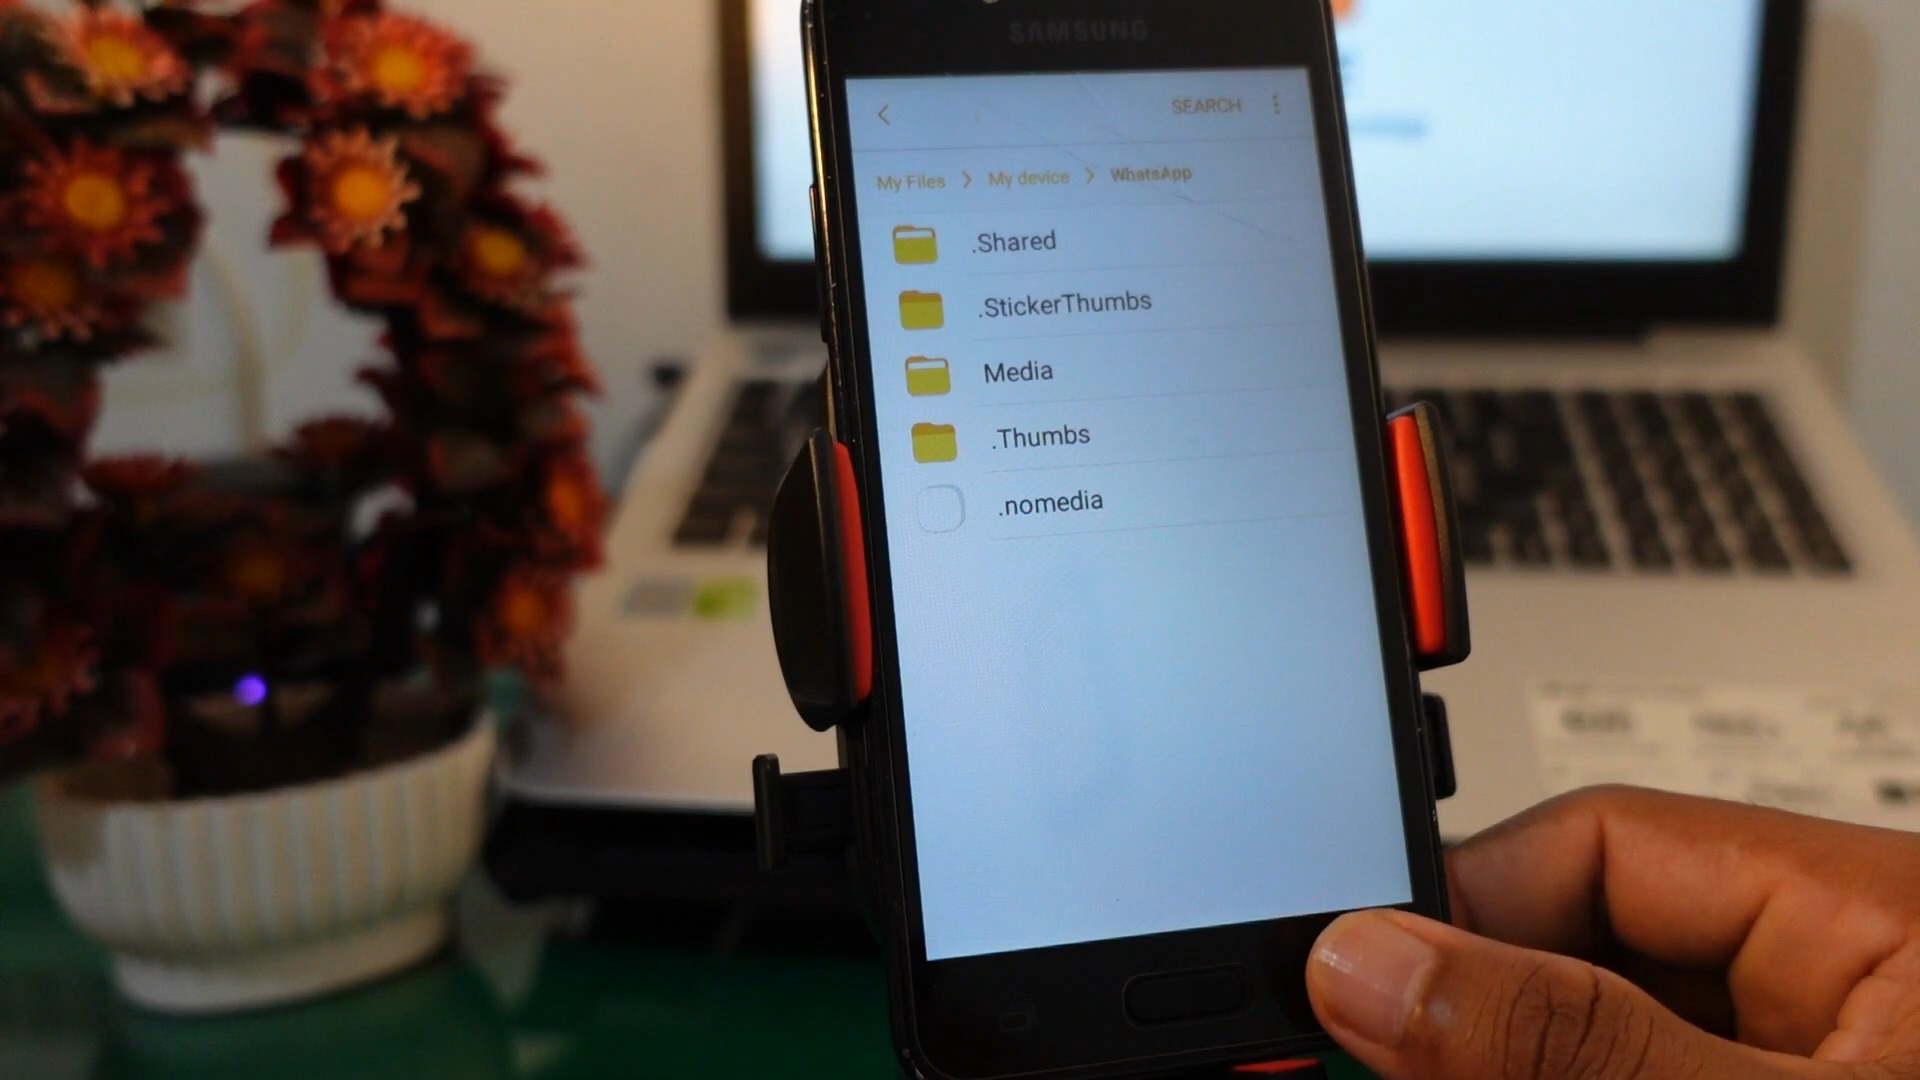 SAMSUNG
SEARCH
My Files > My device > WhatsApp
.Shared
.StickerThumbs
Media
.Thumbs
.nomedia